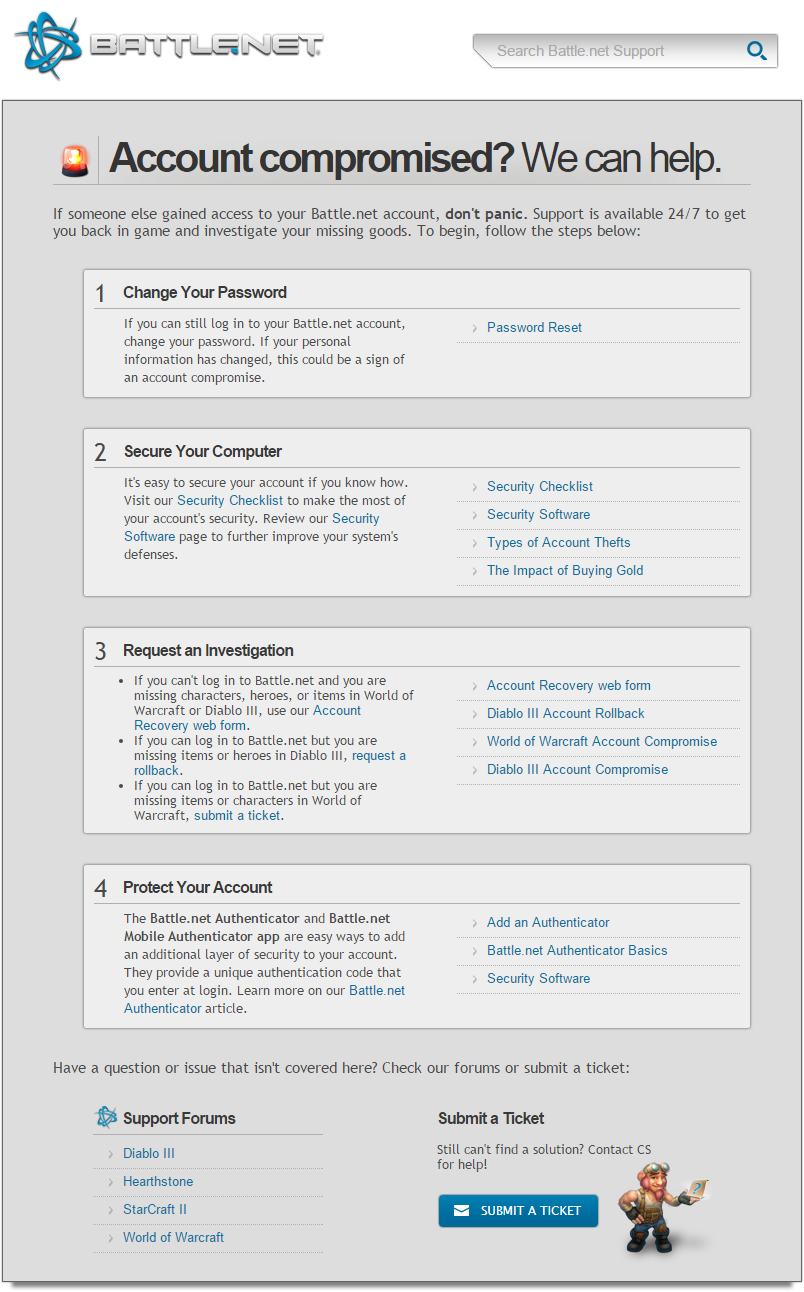 BATTLE.NET
Search Battle.net Support
Account compromised? We can help.
If someone else gained access to your Battle.net account, don't panic. Support is available 24/7 to get
you back in game and investigate your missing goods. To begin, follow the steps below:
1 Change Your Password
If you can still log in to your Battle.net account,
change your password. If your personal
information has changed, this could be a sign of
an account compromise.
Password Reset
2 Secure Your Computer
It's easy to secure your account if you know how.
Visit our Security Checklist to make the most of
your account's security. Review our Security
Software page to further improve your system's
defenses.
Security Checklist
Security Software
Types of Account Thefts
The Impact of Buying Gold
3 Request an Investigation
• If you can't log in to Battle.net and you are
missing characters, heroes, or items in World of
Warcraft or Diablo III, use our Account
Recovery web form.
• If you can log in to Battle.net but you are
missing items or heroes in Diablo III, request a
rollback.
• If you can log in to Battle.net but you are
missing items or characters in World of
Warcraft, submit a ticket.
Account Recovery web form
Diablo III Account Rollback
World of Warcraft Account Compromise
Diablo III Account Compromise
4 Protect Your Account
The Battle.net Authenticator and Battle.net
Mobile Authenticator app are easy ways to add
an additional layer of security to your account.
They provide a unique authentication code that
you enter at login. Learn more on our Battle.net
Authenticator article.
Add an Authenticator
Battle.net Authenticator Basics
Security Software
Have a question or issue that isn't covered here? Check our forums or submit a ticket:
Support Forums
Diablo III
Hearthstone
StarCraft II
World of Warcraft
Submit a Ticket
Still can't find a solution? Contact CS
for help!
SUBMIT A TICKET
?